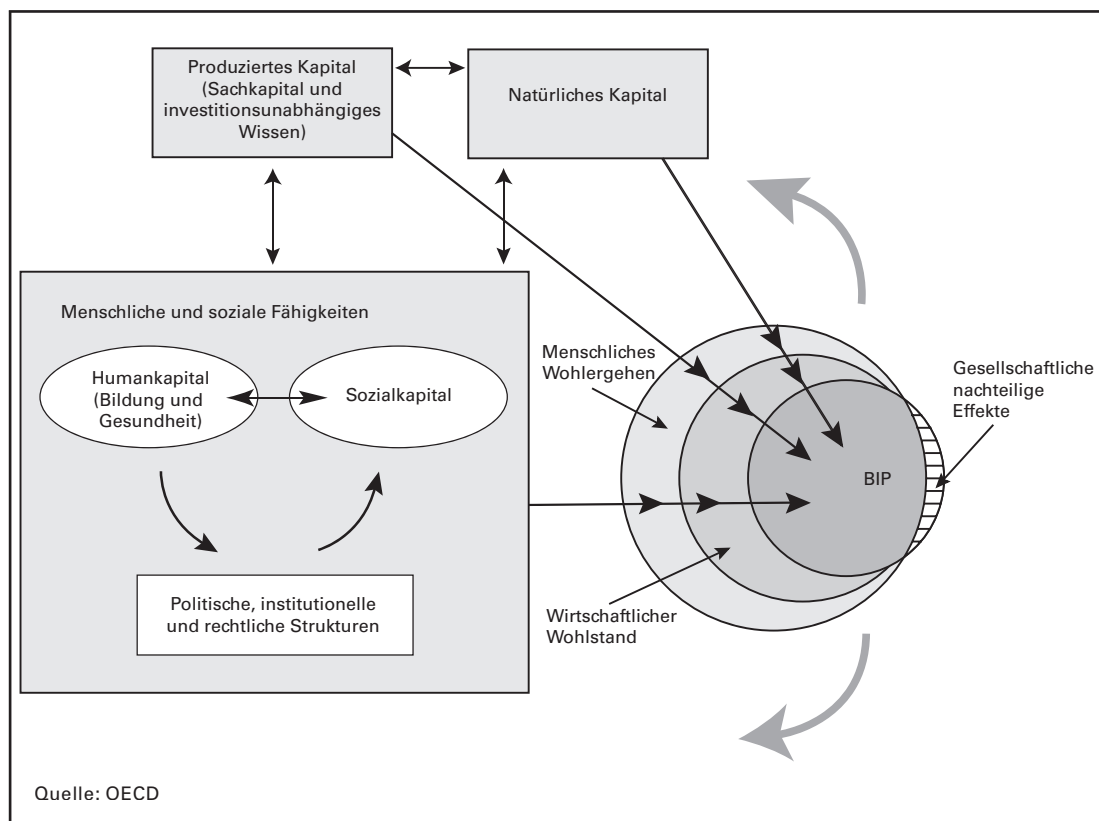 Produziertes Kapital
(Sachkapital und
investitionsunabhängiges
Wissen)
Natürliches Kapital
Menschliche und soziale Fähigkeiten
Humankapital
(Bildung und
Gesundheit)
Sozialkapital
Politische, institutionelle
und rechtliche Strukturen
Menschliches
Wohlergehen
Wirtschaftlicher
Wohlstand
BIP
Gesellschaftliche
nachteilige
Effekte
Quelle: OECD